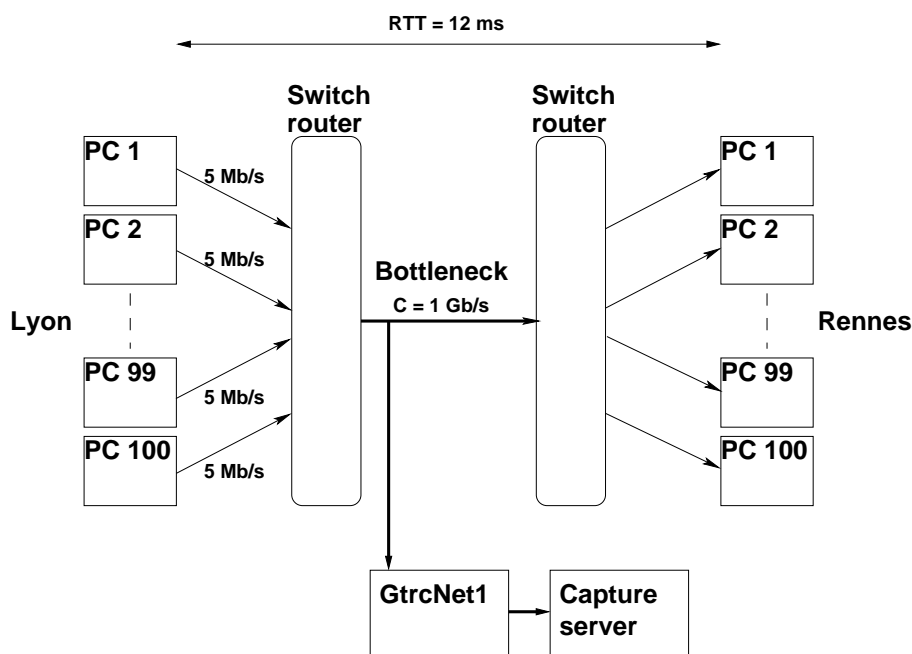 RTT = 12 ms
Switch
router
Switch
router
PC 1
5 Mb/s
PC 2
5 Mb/s
Lyon
PC 99
5 Mb/s
PC 100
5 Mb/s
Bottleneck
C = 1 Gb/s
PC 1
PC 2
Rennes
PC 99
PC 100
GtrcNet1
Capture
server